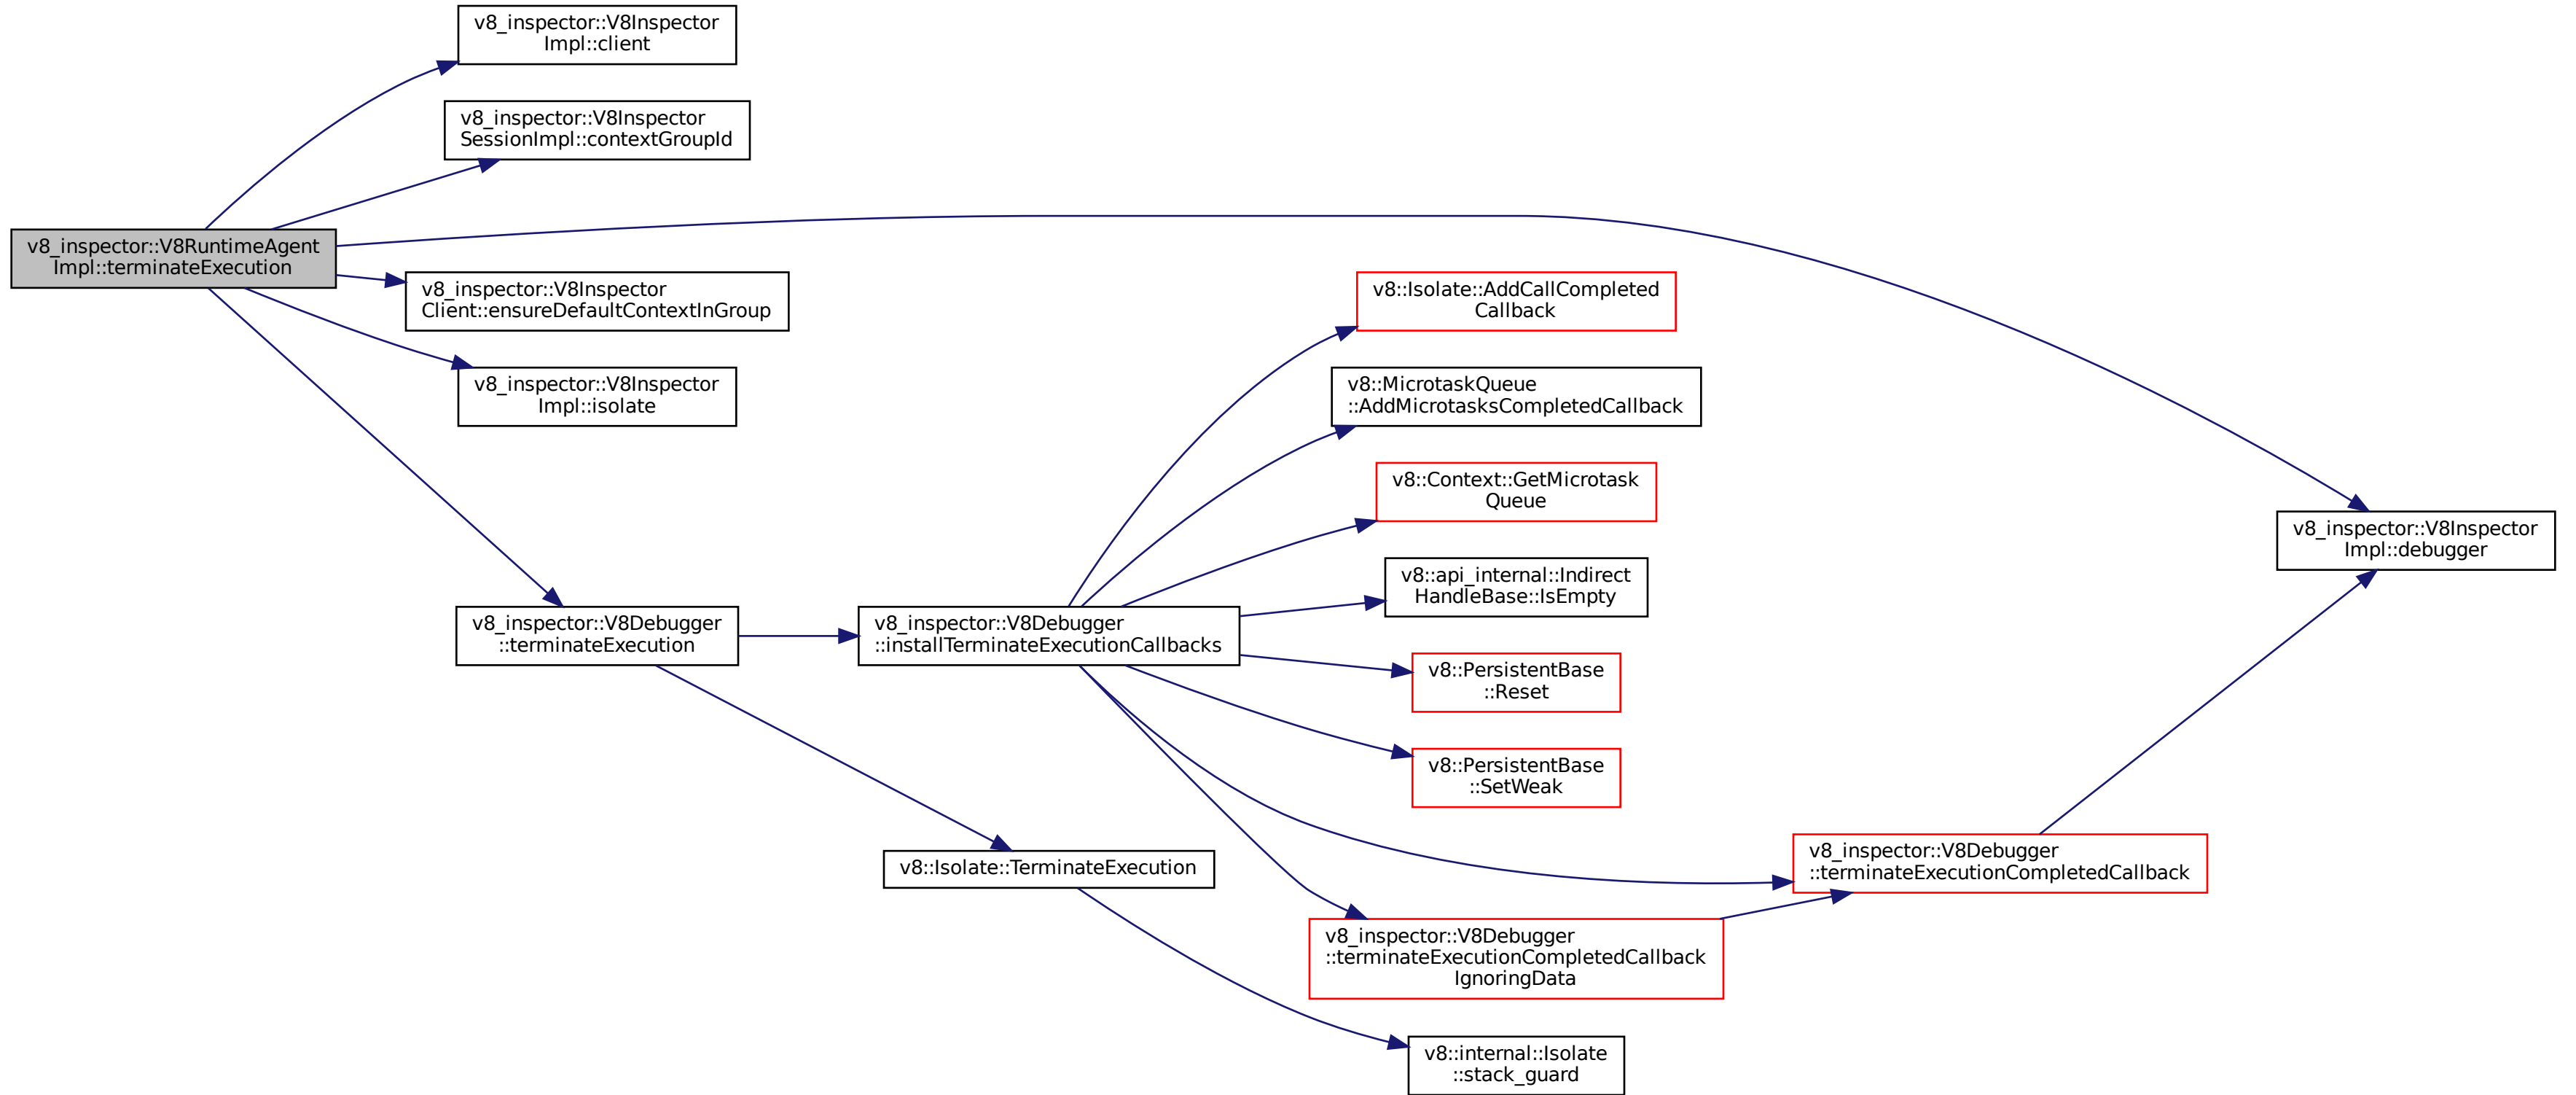 v8_inspector::V8Inspector
Impl::client
v8_inspector::V8Inspector
SessionImpl::contextGroupId
v8_inspector::V8RuntimeAgent
Impl::terminateExecution
v8_inspector::V8Inspector
Client::ensureDefaultContextInGroup
v8_inspector::V8Inspector
Impl::isolate
v8_inspector::V8Debugger
::terminateExecution
v8_inspector::V8Debugger
::installTerminateExecutionCallbacks
v8::Isolate::TerminateExecution
v8::Isolate::AddCallCompleted
Callback
v8::MicrotaskQueue
::AddMicrotasksCompletedCallback
v8::Context::GetMicrotask
Queue
v8::api_internal::Indirect
HandleBase::IsEmpty
v8::PersistentBase
::Reset
v8::PersistentBase
::SetWeak
v8_inspector::V8Debugger
::terminateExecutionCompletedCallback
IgnoringData
v8::internal::Isolate
::stack_guard
v8_inspector::V8Debugger
::terminateExecutionCompletedCallback
v8_inspector::V8Inspector
Impl::debugger